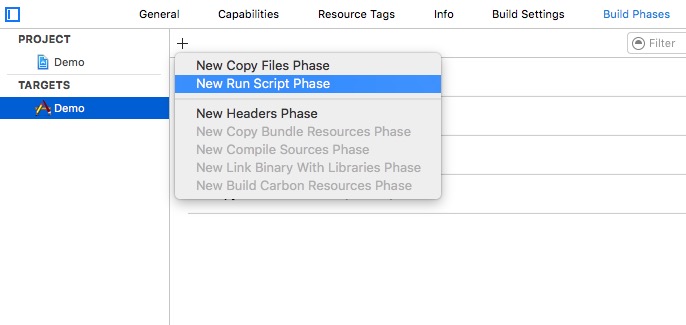 General Capabilities Resource Tags Info Build Settings Build Phases
PROJECT
Demo
TARGETS
Demo
Filter
New Copy Files Phase
New Run Script Phase
New Headers Phase
New Copy Bundle Resources Phase
New Compile Sources Phase
New Link Binary With Libraries Phase
New Build Carbon Resources Phase